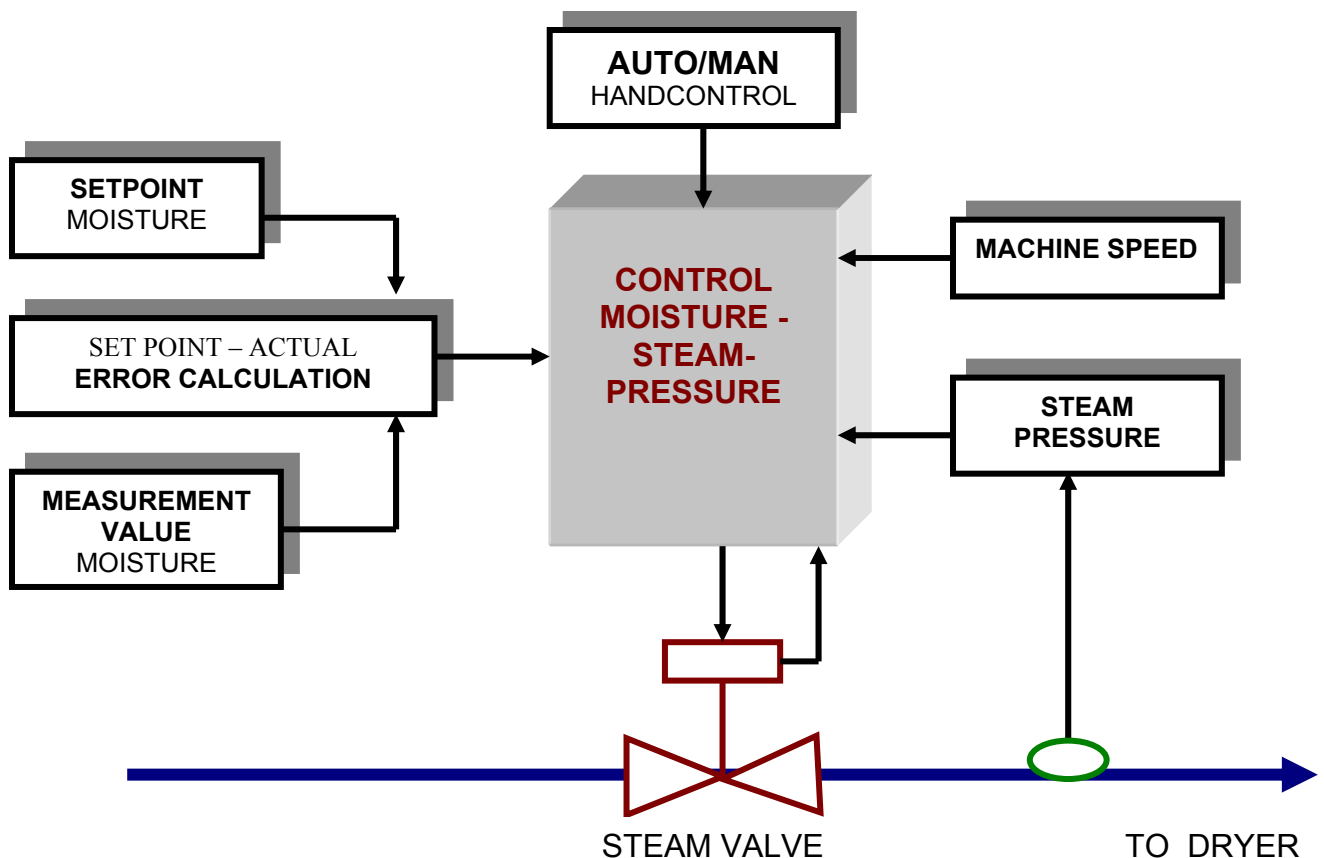 AUTO/MAN
HANDCONTROL
SETPOINT
MOISTURE
SET POINT – ACTUAL
ERROR CALCULATION
MEASUREMENT
VALUE
MOISTURE
CONTROL
MOISTURE -
STEAM-
PRESSURE
MACHINE SPEED
STEAM
PRESSURE
STEAM VALVE
TO DRYER